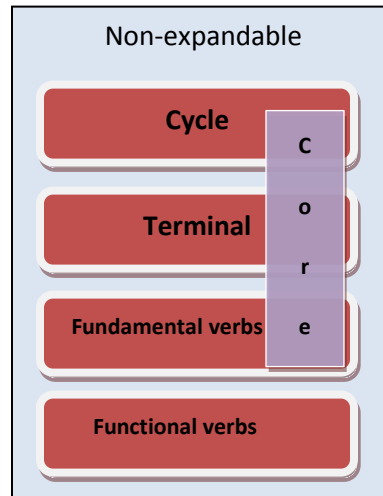 Non-expandable
Cycle
Terminal
Fundamental verbs
Functional verbs
C
o
r
e